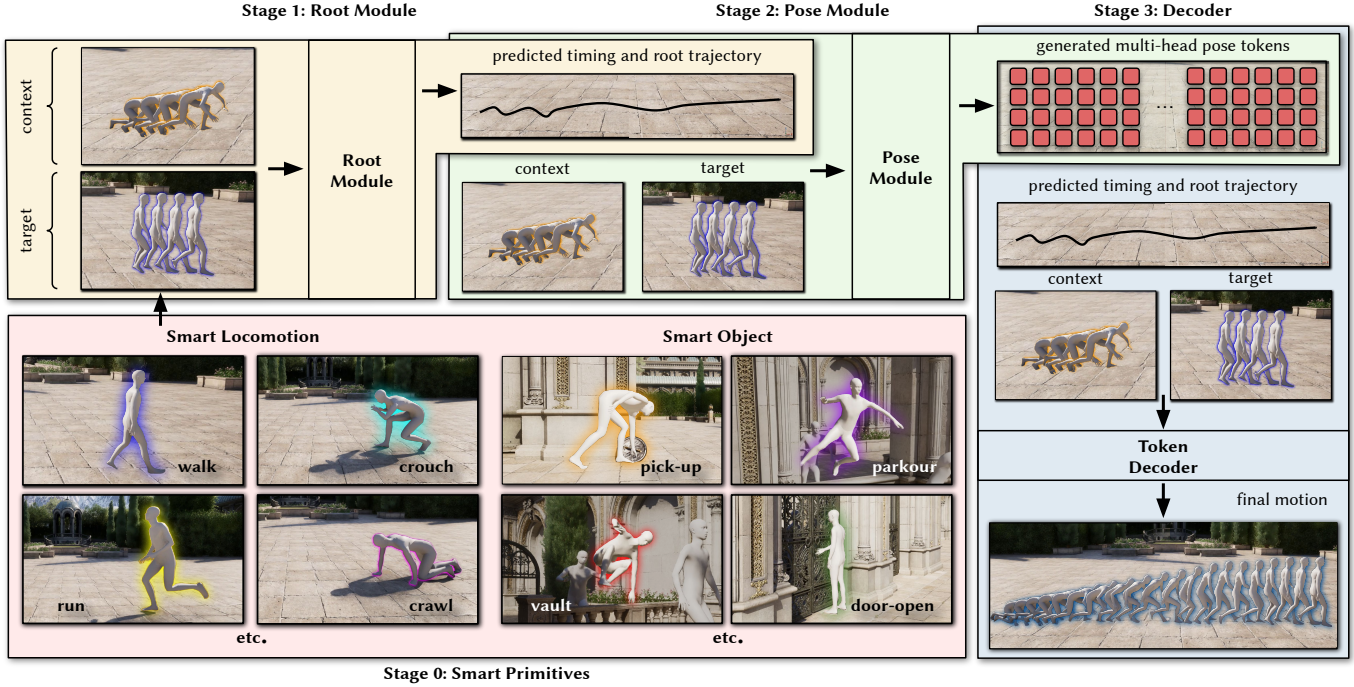 Stage 1: Root Module
Stage 2: Pose Module
Stage 3: Decoder
context
target
Root
Module
predicted timing and root trajectory
context
target
Pose
Module
generated multi-head pose tokens
...
predicted timing and root trajectory
context
target
Token
Decoder
final motion
Smart Locomotion
walk
crouch
run
crawl
etc.
Smart Object
pick-up
parkour
vault
door-open
etc.
Stage 0: Smart Primitives